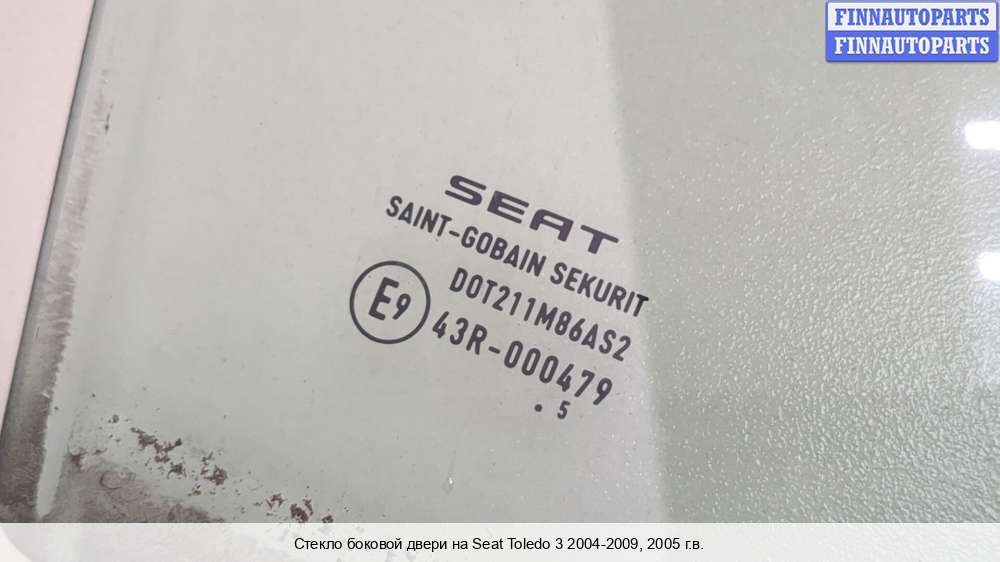 FINNAUTOPARTS
FINNAUTOPARTS
SEAT
SAINT-GOBAIN SEKURIT
DOT211M86AS2
E9
43R-000479
. 5
Стекло боковой двери на Seat Toledo 3 2004-2009, 2005 г.в.